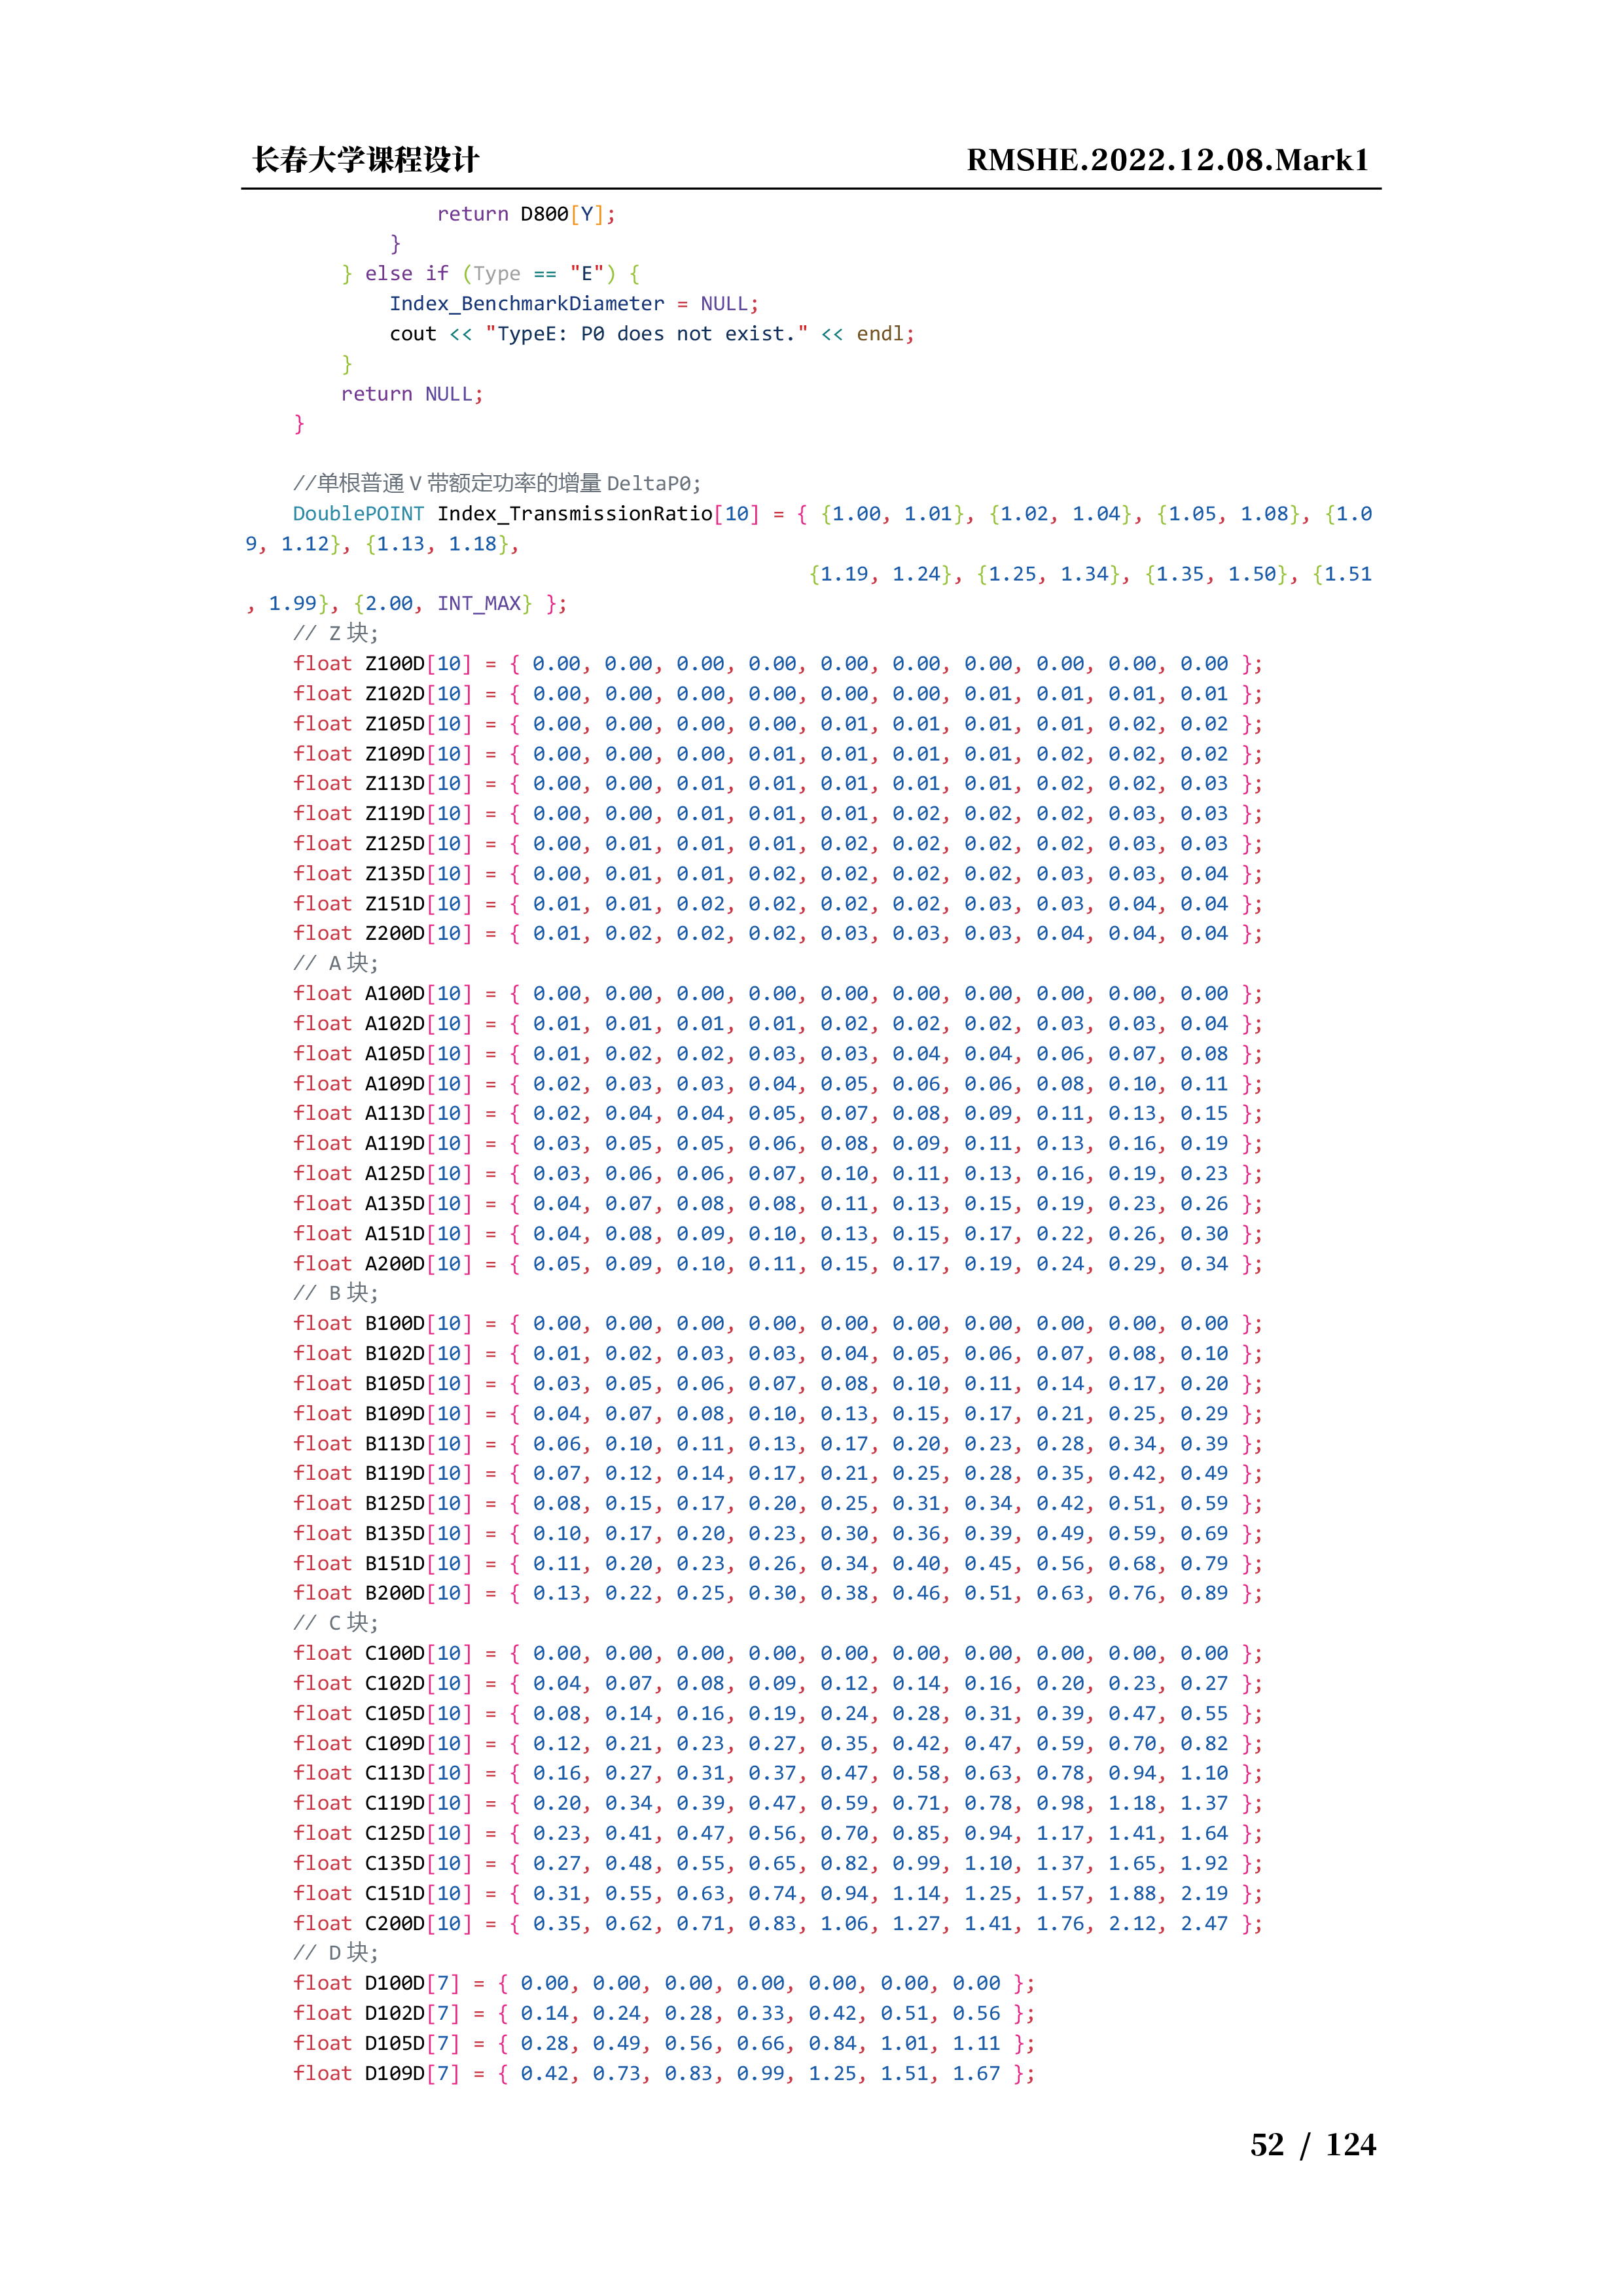 长春大学课程设计 RMSHE.2022.12.08.Mark1
                return D800[Y];
            }
        } else if (Type == "E") {
            Index_BenchmarkDiameter = NULL;
            cout << "TypeE: P0 does not exist." << endl;
        }
        return NULL;
    }

    //单根普通 V 带额定功率的增量 DeltaP0;
    DoublePOINT Index_TransmissionRatio[10] = { {1.00, 1.01}, {1.02, 1.04}, {1.05, 1.08}, {1.0
9, 1.12}, {1.13, 1.18},
                                               {1.19, 1.24}, {1.25, 1.34}, {1.35, 1.50}, {1.51
, 1.99}, {2.00, INT_MAX} };
    // Z 块;
    float Z100D[10] = { 0.00, 0.00, 0.00, 0.00, 0.00, 0.00, 0.00, 0.00, 0.00, 0.00 };
    float Z102D[10] = { 0.00, 0.00, 0.00, 0.00, 0.00, 0.00, 0.01, 0.01, 0.01, 0.01 };
    float Z105D[10] = { 0.00, 0.00, 0.00, 0.00, 0.01, 0.01, 0.01, 0.01, 0.02, 0.02 };
    float Z109D[10] = { 0.00, 0.00, 0.00, 0.01, 0.01, 0.01, 0.01, 0.02, 0.02, 0.02 };
    float Z113D[10] = { 0.00, 0.00, 0.01, 0.01, 0.01, 0.01, 0.01, 0.02, 0.02, 0.03 };
    float Z119D[10] = { 0.00, 0.00, 0.01, 0.01, 0.01, 0.02, 0.02, 0.02, 0.03, 0.03 };
    float Z125D[10] = { 0.00, 0.01, 0.01, 0.01, 0.02, 0.02, 0.02, 0.02, 0.03, 0.03 };
    float Z135D[10] = { 0.00, 0.01, 0.01, 0.02, 0.02, 0.02, 0.02, 0.03, 0.03, 0.04 };
    float Z151D[10] = { 0.01, 0.01, 0.02, 0.02, 0.02, 0.02, 0.03, 0.03, 0.04, 0.04 };
    float Z200D[10] = { 0.01, 0.02, 0.02, 0.02, 0.03, 0.03, 0.03, 0.04, 0.04, 0.04 };
    // A 块;
    float A100D[10] = { 0.00, 0.00, 0.00, 0.00, 0.00, 0.00, 0.00, 0.00, 0.00, 0.00 };
    float A102D[10] = { 0.01, 0.01, 0.01, 0.01, 0.02, 0.02, 0.02, 0.03, 0.03, 0.04 };
    float A105D[10] = { 0.01, 0.02, 0.02, 0.03, 0.03, 0.04, 0.04, 0.06, 0.07, 0.08 };
    float A109D[10] = { 0.02, 0.03, 0.03, 0.04, 0.05, 0.06, 0.06, 0.08, 0.10, 0.11 };
    float A113D[10] = { 0.02, 0.04, 0.04, 0.05, 0.07, 0.08, 0.09, 0.11, 0.13, 0.15 };
    float A119D[10] = { 0.03, 0.05, 0.05, 0.06, 0.08, 0.09, 0.11, 0.13, 0.16, 0.19 };
    float A125D[10] = { 0.03, 0.06, 0.06, 0.07, 0.10, 0.11, 0.13, 0.16, 0.19, 0.23 };
    float A135D[10] = { 0.04, 0.07, 0.08, 0.08, 0.11, 0.13, 0.15, 0.19, 0.23, 0.26 };
    float A151D[10] = { 0.04, 0.08, 0.09, 0.10, 0.13, 0.15, 0.17, 0.22, 0.26, 0.30 };
    float A200D[10] = { 0.05, 0.09, 0.10, 0.11, 0.15, 0.17, 0.19, 0.24, 0.29, 0.34 };
    // B 块;
    float B100D[10] = { 0.00, 0.00, 0.00, 0.00, 0.00, 0.00, 0.00, 0.00, 0.00, 0.00 };
    float B102D[10] = { 0.01, 0.02, 0.03, 0.03, 0.04, 0.05, 0.06, 0.07, 0.08, 0.10 };
    float B105D[10] = { 0.03, 0.05, 0.06, 0.07, 0.08, 0.10, 0.11, 0.14, 0.17, 0.20 };
    float B109D[10] = { 0.04, 0.07, 0.08, 0.10, 0.13, 0.15, 0.17, 0.21, 0.25, 0.29 };
    float B113D[10] = { 0.06, 0.10, 0.11, 0.13, 0.17, 0.20, 0.23, 0.28, 0.34, 0.39 };
    float B119D[10] = { 0.07, 0.12, 0.14, 0.17, 0.21, 0.25, 0.28, 0.35, 0.42, 0.49 };
    float B125D[10] = { 0.08, 0.15, 0.17, 0.20, 0.25, 0.31, 0.34, 0.42, 0.51, 0.59 };
    float B135D[10] = { 0.10, 0.17, 0.20, 0.23, 0.30, 0.36, 0.39, 0.49, 0.59, 0.69 };
    float B151D[10] = { 0.11, 0.20, 0.23, 0.26, 0.34, 0.40, 0.45, 0.56, 0.68, 0.79 };
    float B200D[10] = { 0.13, 0.22, 0.25, 0.30, 0.38, 0.46, 0.51, 0.63, 0.76, 0.89 };
    // C 块;
    float C100D[10] = { 0.00, 0.00, 0.00, 0.00, 0.00, 0.00, 0.00, 0.00, 0.00, 0.00 };
    float C102D[10] = { 0.04, 0.07, 0.08, 0.09, 0.12, 0.14, 0.16, 0.20, 0.23, 0.27 };
    float C105D[10] = { 0.08, 0.14, 0.16, 0.19, 0.24, 0.28, 0.31, 0.39, 0.47, 0.55 };
    float C109D[10] = { 0.12, 0.21, 0.23, 0.27, 0.35, 0.42, 0.47, 0.59, 0.70, 0.82 };
    float C113D[10] = { 0.16, 0.27, 0.31, 0.37, 0.47, 0.58, 0.63, 0.78, 0.94, 1.10 };
    float C119D[10] = { 0.20, 0.34, 0.39, 0.47, 0.59, 0.71, 0.78, 0.98, 1.18, 1.37 };
    float C125D[10] = { 0.23, 0.41, 0.47, 0.56, 0.70, 0.85, 0.94, 1.17, 1.41, 1.64 };
    float C135D[10] = { 0.27, 0.48, 0.55, 0.65, 0.82, 0.99, 1.10, 1.37, 1.65, 1.92 };
    float C151D[10] = { 0.31, 0.55, 0.63, 0.74, 0.94, 1.14, 1.25, 1.57, 1.88, 2.19 };
    float C200D[10] = { 0.35, 0.62, 0.71, 0.83, 1.06, 1.27, 1.41, 1.76, 2.12, 2.47 };
    // D 块;
    float D100D[7] = { 0.00, 0.00, 0.00, 0.00, 0.00, 0.00, 0.00 };
    float D102D[7] = { 0.14, 0.24, 0.28, 0.33, 0.42, 0.51, 0.56 };
    float D105D[7] = { 0.28, 0.49, 0.56, 0.66, 0.84, 1.01, 1.11 };
    float D109D[7] = { 0.42, 0.73, 0.83, 0.99, 1.25, 1.51, 1.67 };
52 / 124